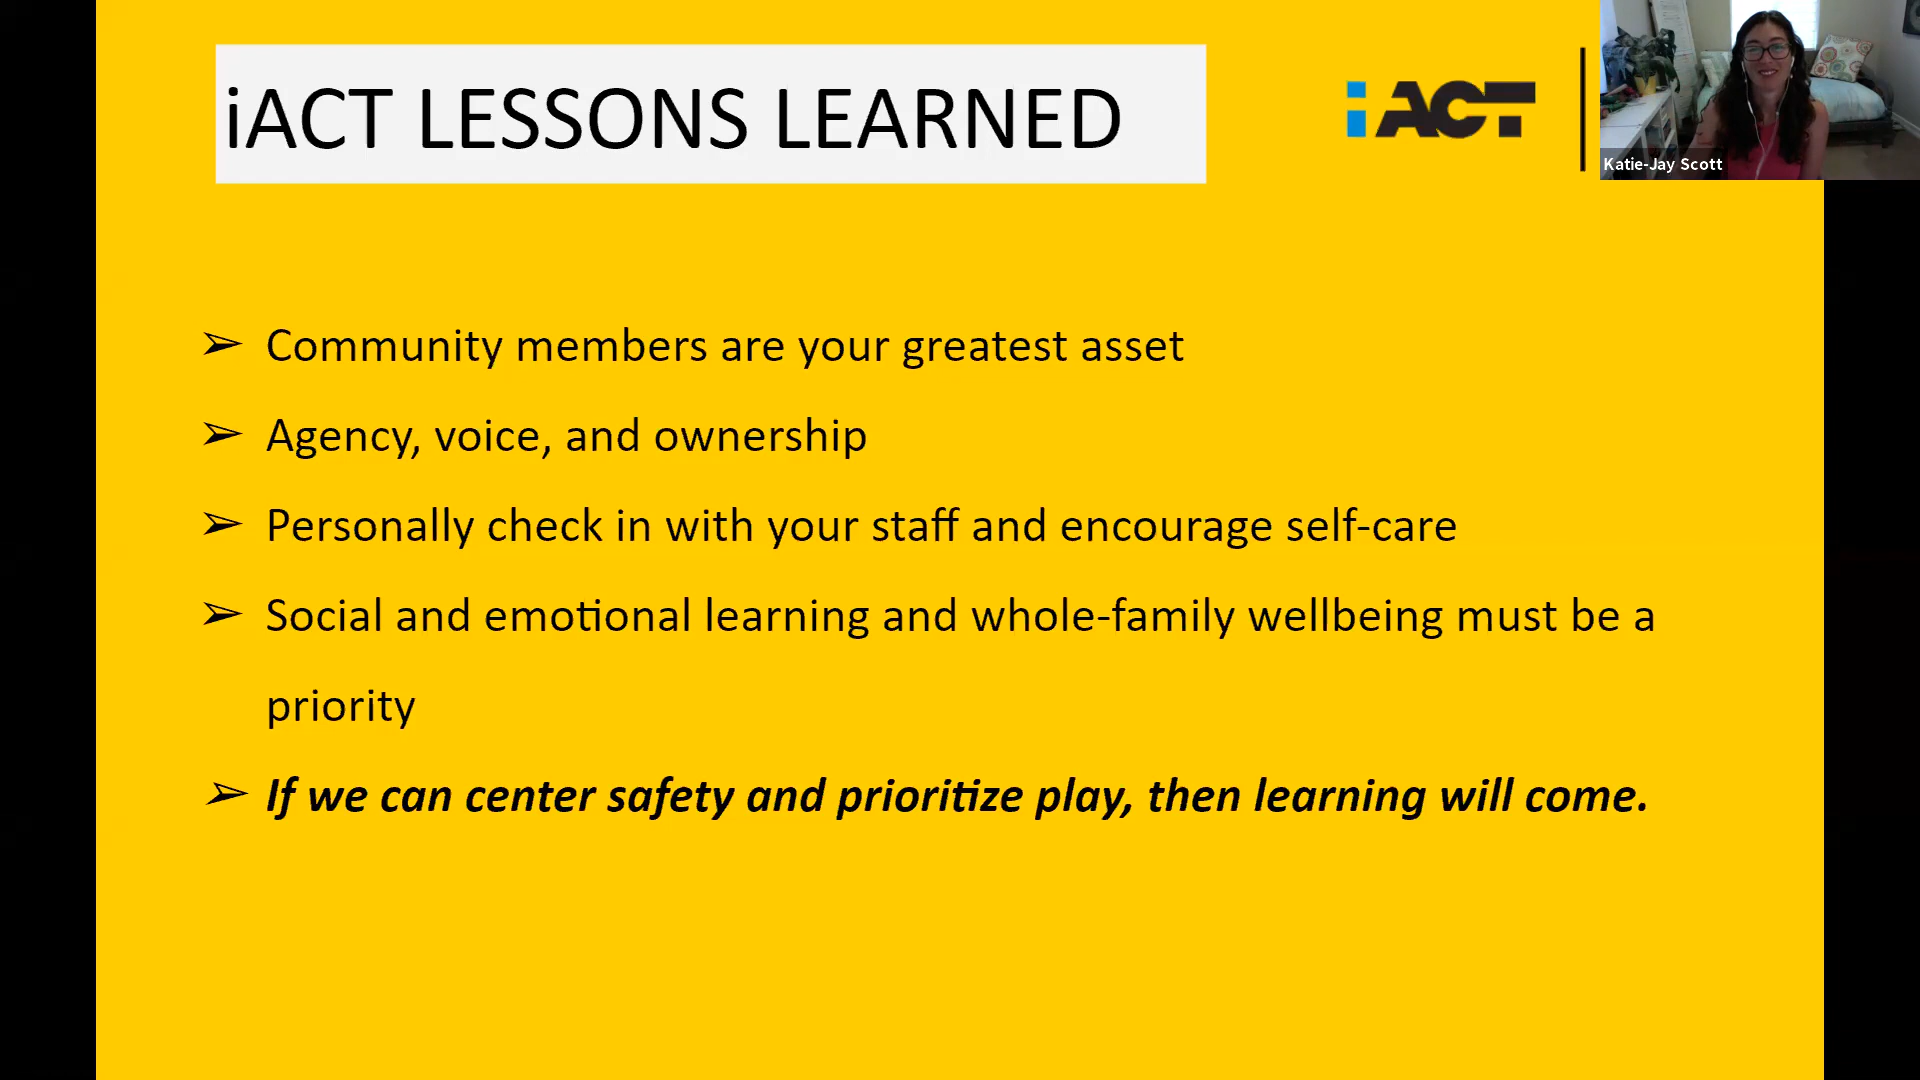 iACT LESSONS LEARNED
iACT
Katie-Jay Scott
➢ Community members are your greatest asset
➢ Agency, voice, and ownership
➢ Personally check in with your staff and encourage self-care
➢ Social and emotional learning and whole-family wellbeing must be a
priority
➢ If we can center safety and prioritize play, then learning will come.